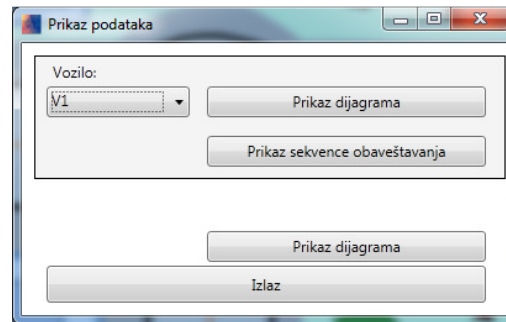 Prikaz podataka
Vozilo:
V1
Prikaz dijagrama
Prikaz sekvence obaveštavanja
Prikaz dijagrama
Izlaz